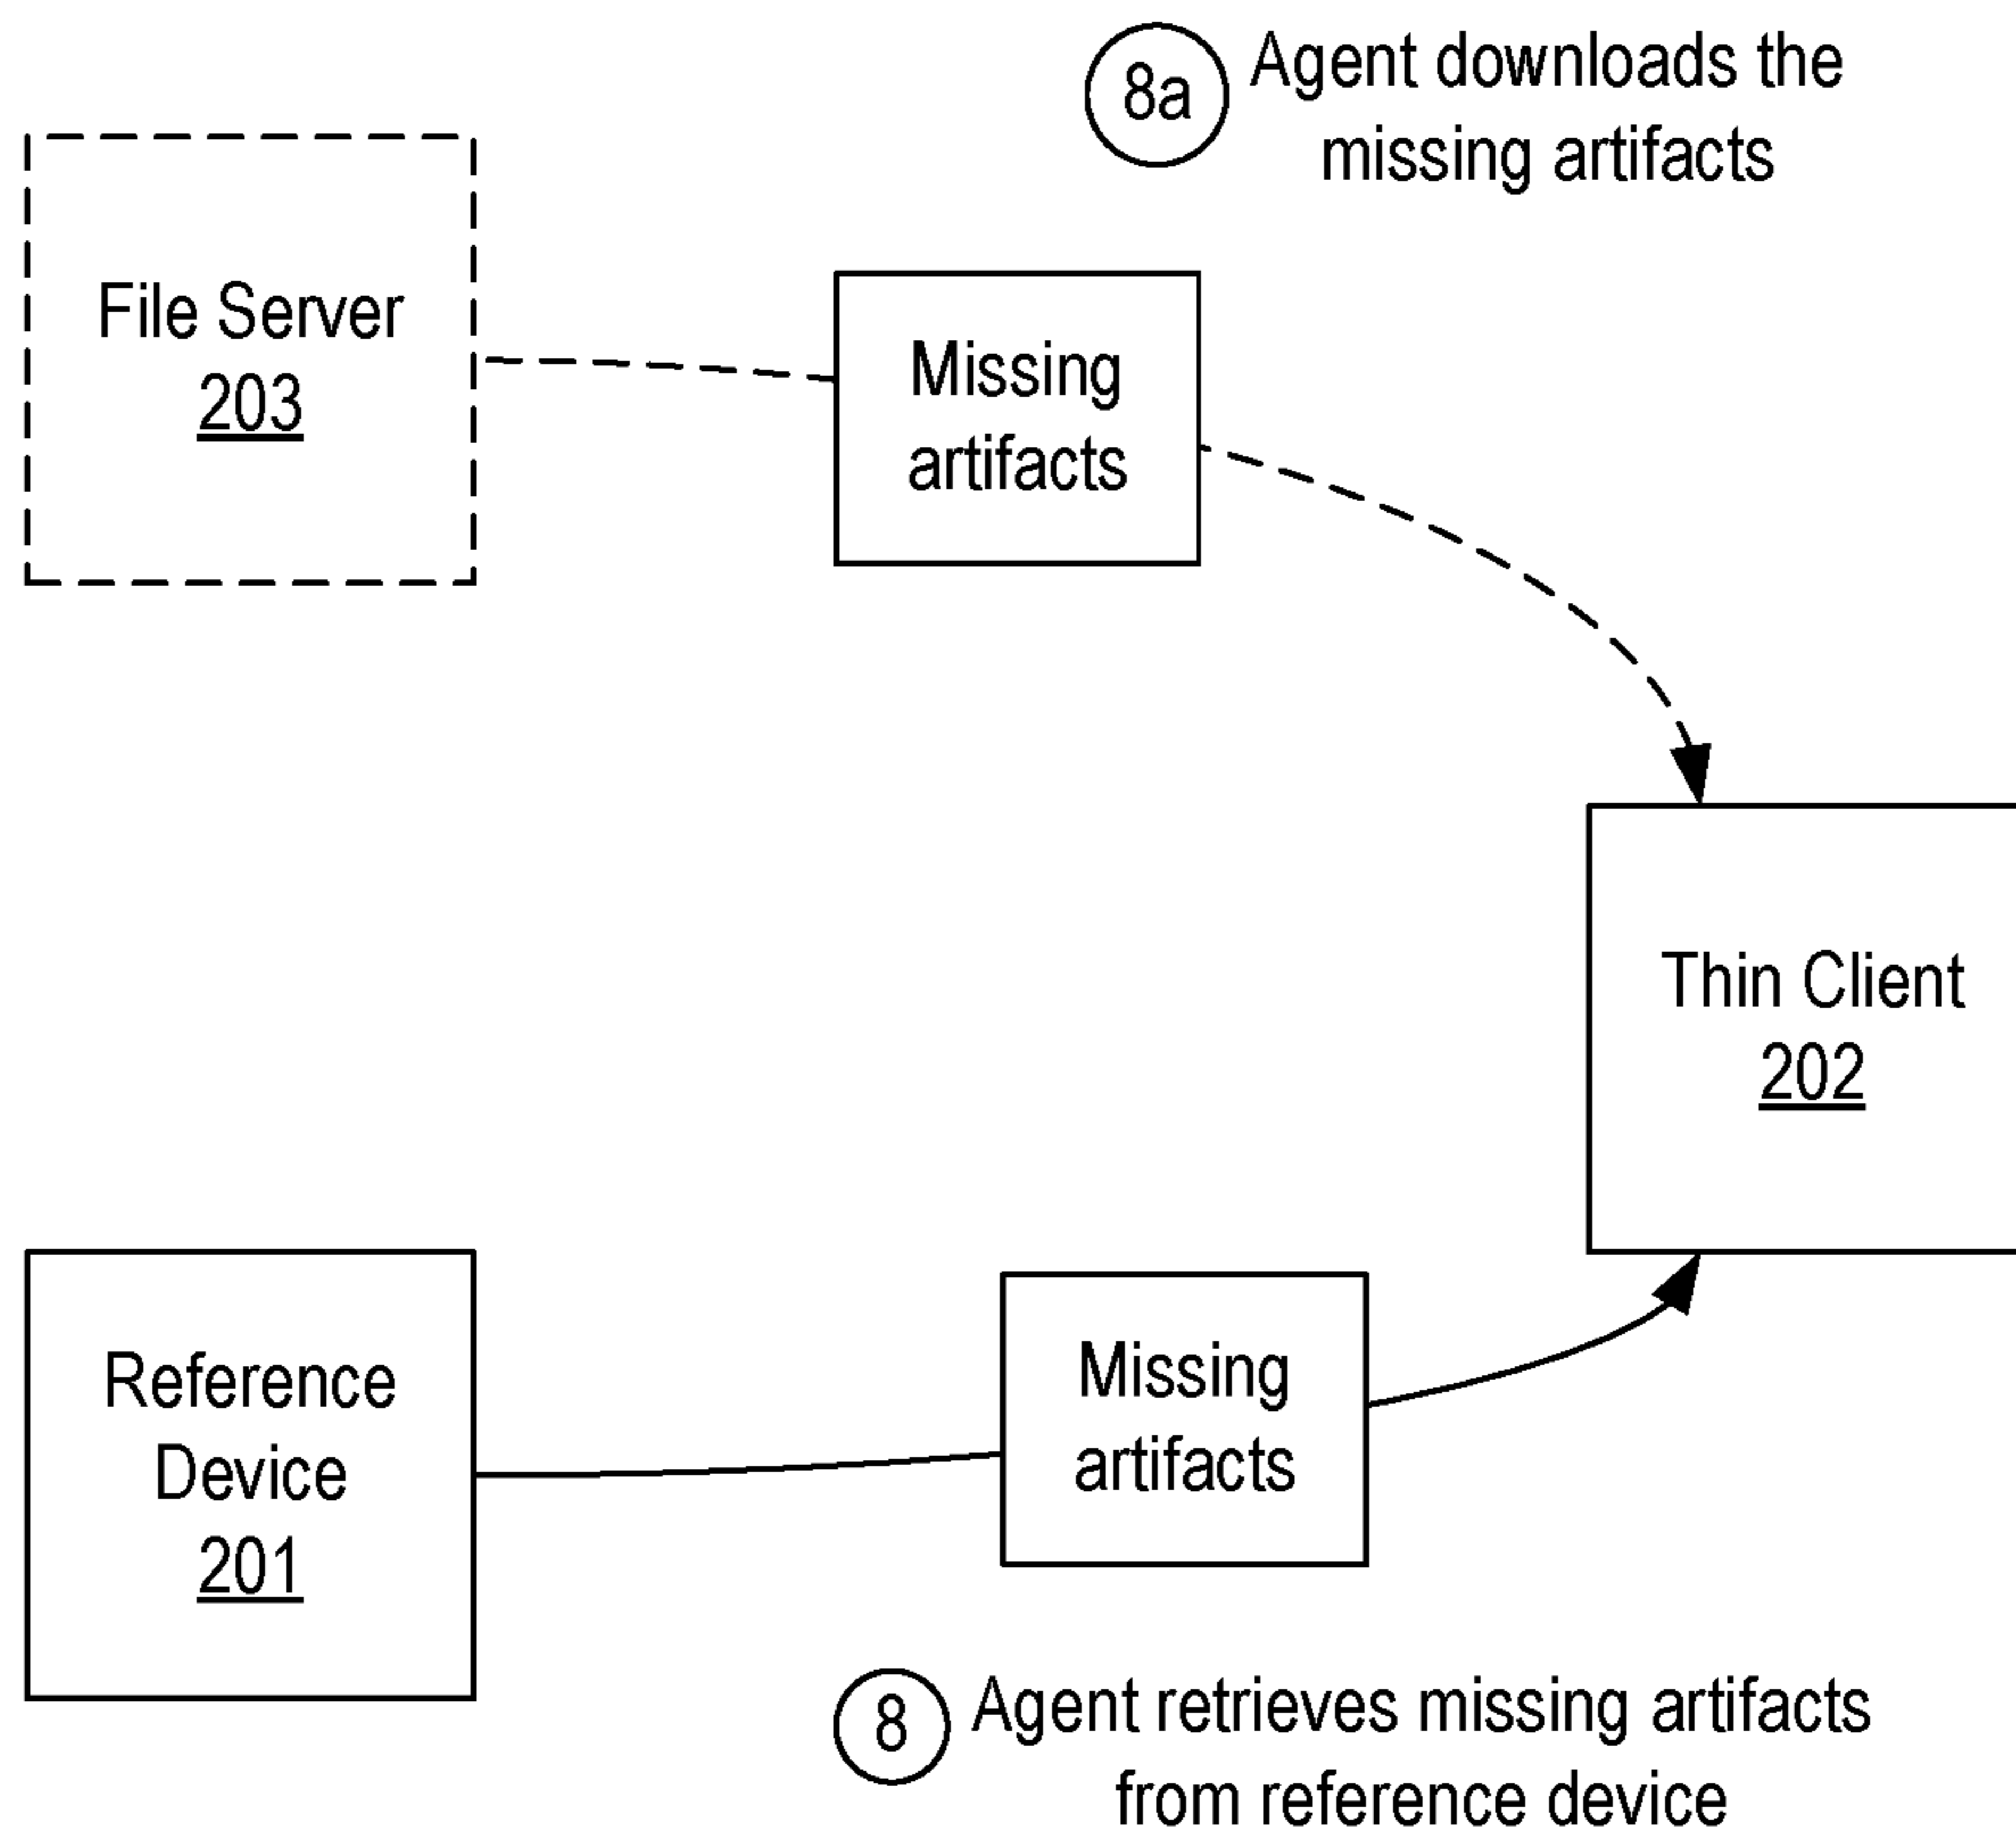 8a
Agent downloads the
missing artifacts
File Server
203
Missing
artifacts
Thin Client
202
Reference
Device
201
Missing
artifacts
8
Agent retrieves missing artifacts
from reference device